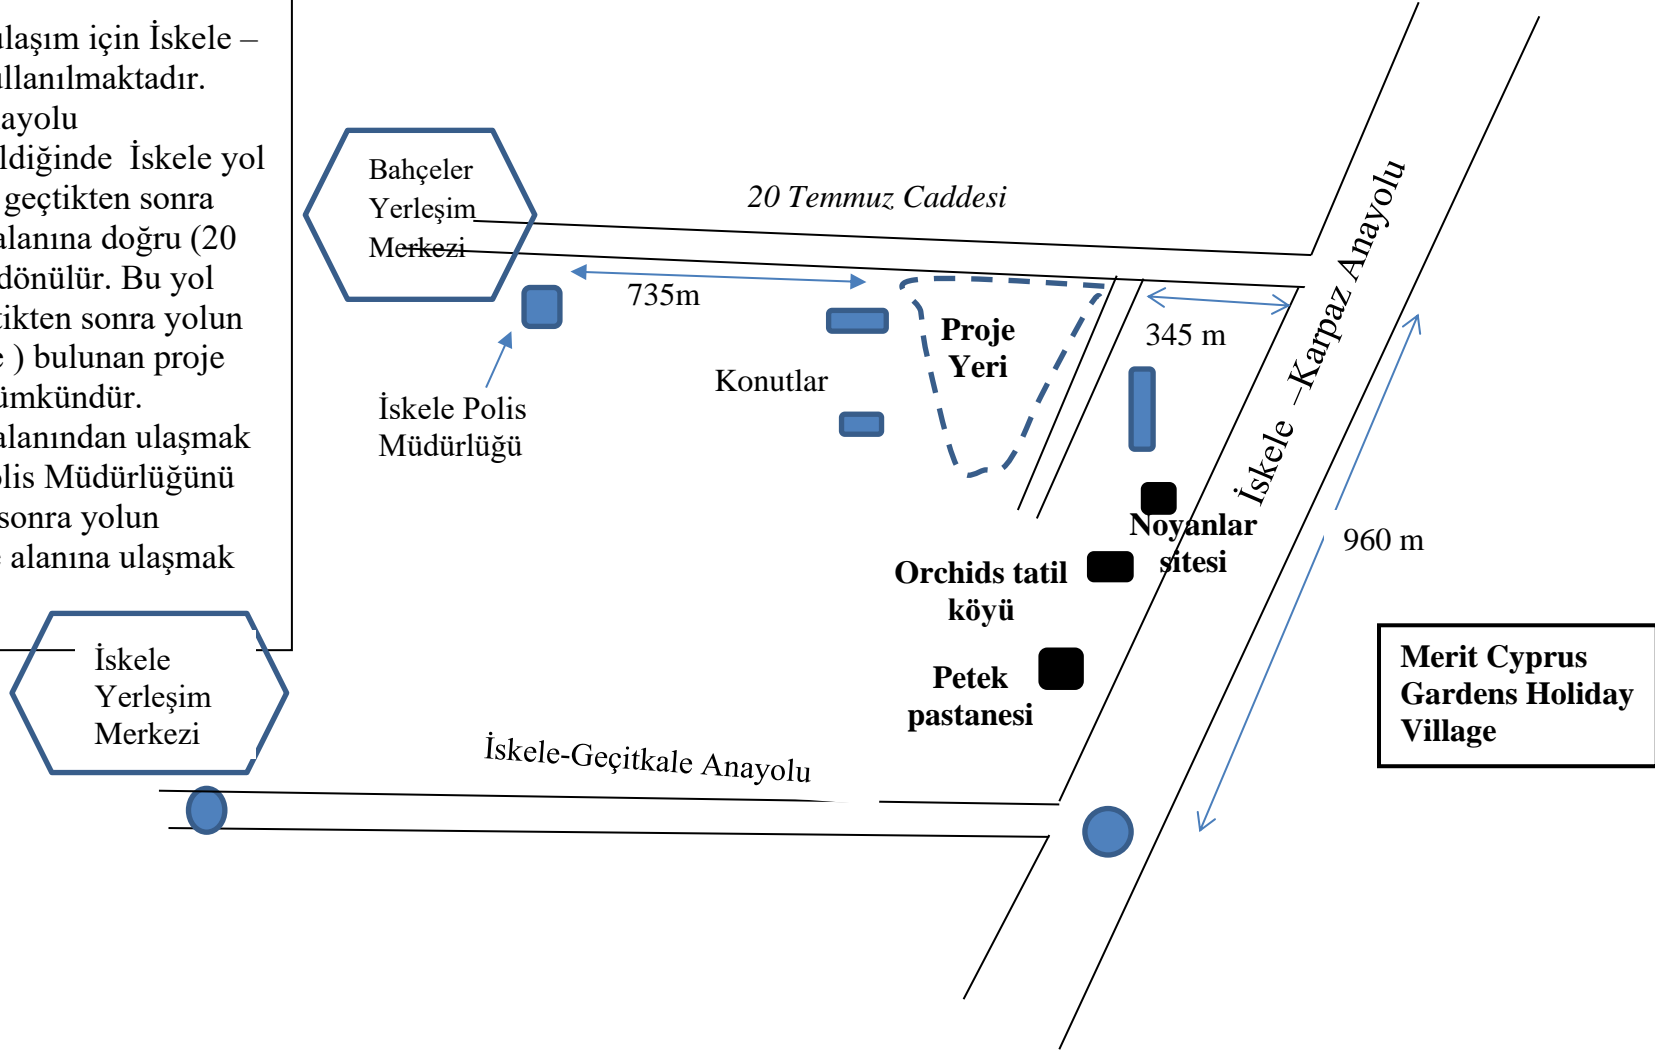 ulaşım için İskele –
ullanılmaktadır.
nayolu
ldiğinde İskele yol
geçtikten sonra
alanına doğru (20
dönülür. Bu yol
tikten sonra yolun
e ) bulunan proje
ümkündür.
alanından ulaşmak
olis Müdürlüğünü
sonra yolun
e alanına ulaşmak
Bahçeler
Yerleşim
Merkezi
20 Temmuz Caddesi
735m
Proje
Yeri
345 m
Konutlar
İskele Polis
Müdürlüğü
İskele –Karpaz Anayolu
Noyanlar
sitesi
960 m
Orchids tatil
köyü
Petek
pastanesi
Merit Cyprus
Gardens Holiday
Village
İskele
Yerleşim
Merkezi
İskele-Geçitkale Anayolu